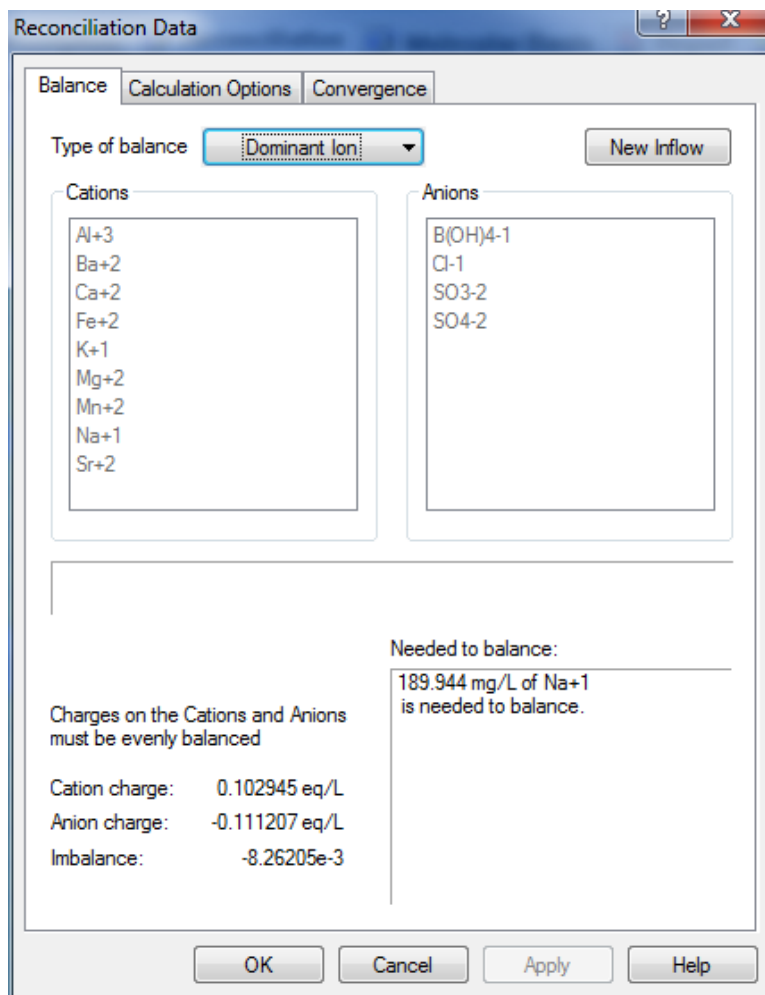 Reconciliation Data
? X
Balance Calculation Options Convergence
Type of balance Dominant Ion New Inflow
Cations
Al+3
Ba+2
Ca+2
Fe+2
K+1
Mg+2
Mn+2
Na+1
Sr+2
Anions
B(OH)4-1
Cl-1
SO3-2
SO4-2
Needed to balance:
189.944 mg/L of Na+1
is needed to balance.
Charges on the Cations and Anions
must be evenly balanced
Cation charge: 0.102945 eq/L
Anion charge: -0.111207 eq/L
Imbalance: -8.26205e-3
OK Cancel Apply Help